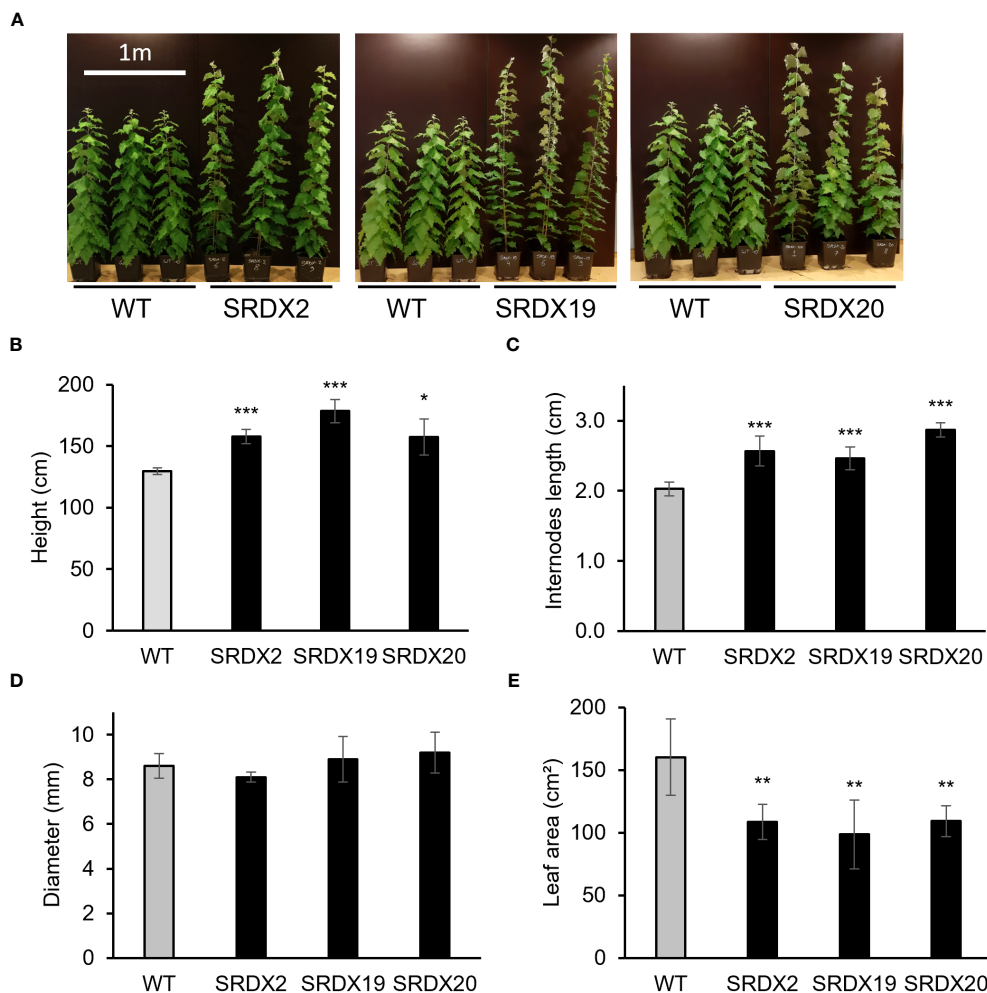 A
1m
WT SRDX2 WT SRDX19 WT SRDX20
B
Height (cm)
200
150
100
50
0
***
***
*
WT SRDX2 SRDX19 SRDX20
C
Internodes length (cm)
3.0
2.0
1.0
0.0
***
***
***
WT SRDX2 SRDX19 SRDX20
D
Diameter (mm)
10
8
6
4
2
0
WT SRDX2 SRDX19 SRDX20
E
Leaf area (cm²)
200
150
100
50
0
**
**
**
WT SRDX2 SRDX19 SRDX20